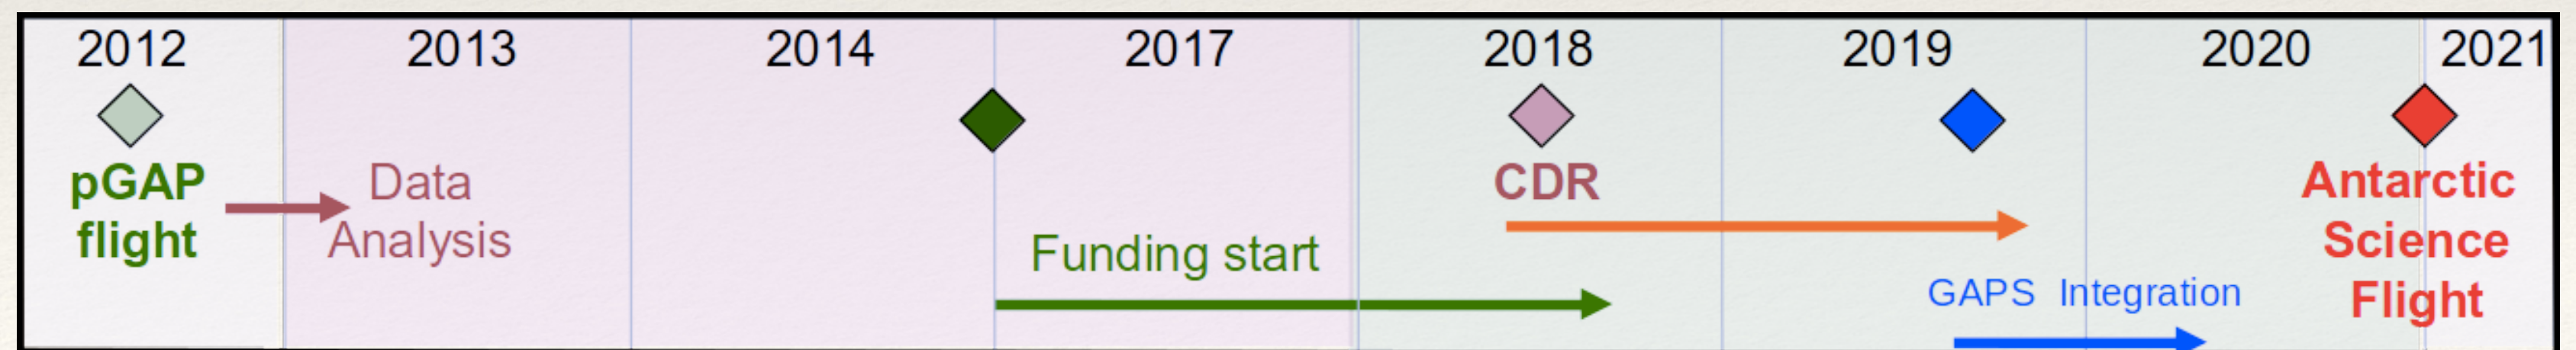 2012 2013 2014 2017 2018 2019 2020 2021
pGAP
flight
Data
Analysis
Funding start
CDR
GAPS Integration
Antarctic
Science
Flight